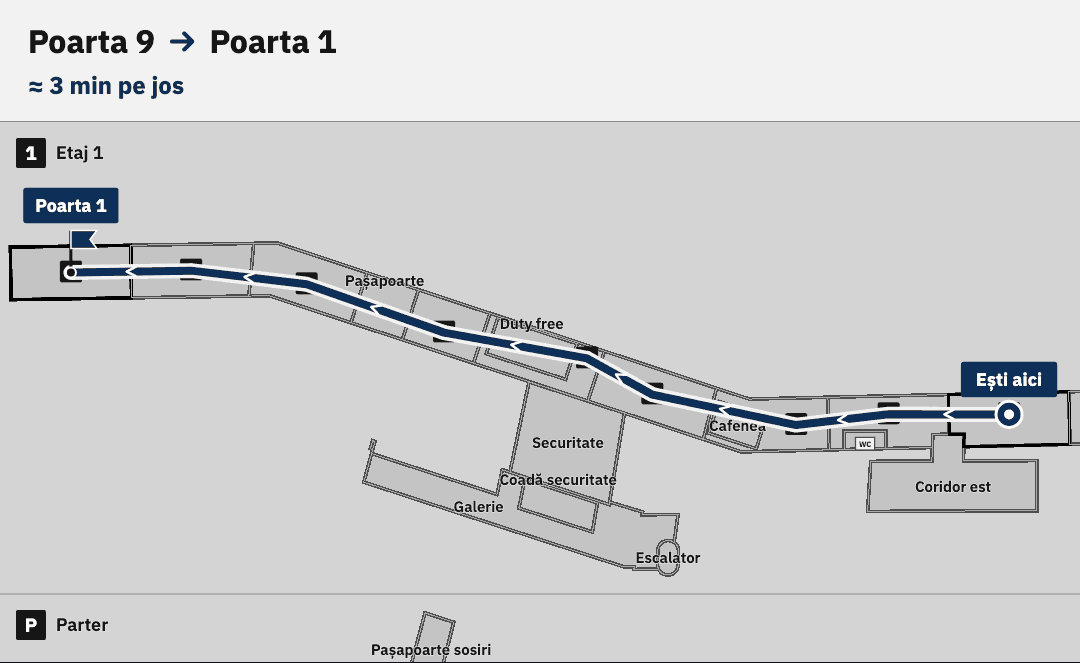 Poarta 9 → Poarta 1
≈ 3 min pe jos
1 Etaj 1
Poarta 1
Pașapoarte
Duty free
Ești aici
Cafenea
WC
Securitate
Coadă securitate
Coridor est
Galerie
Escalator
P Parter
Pașapoarte sosiri